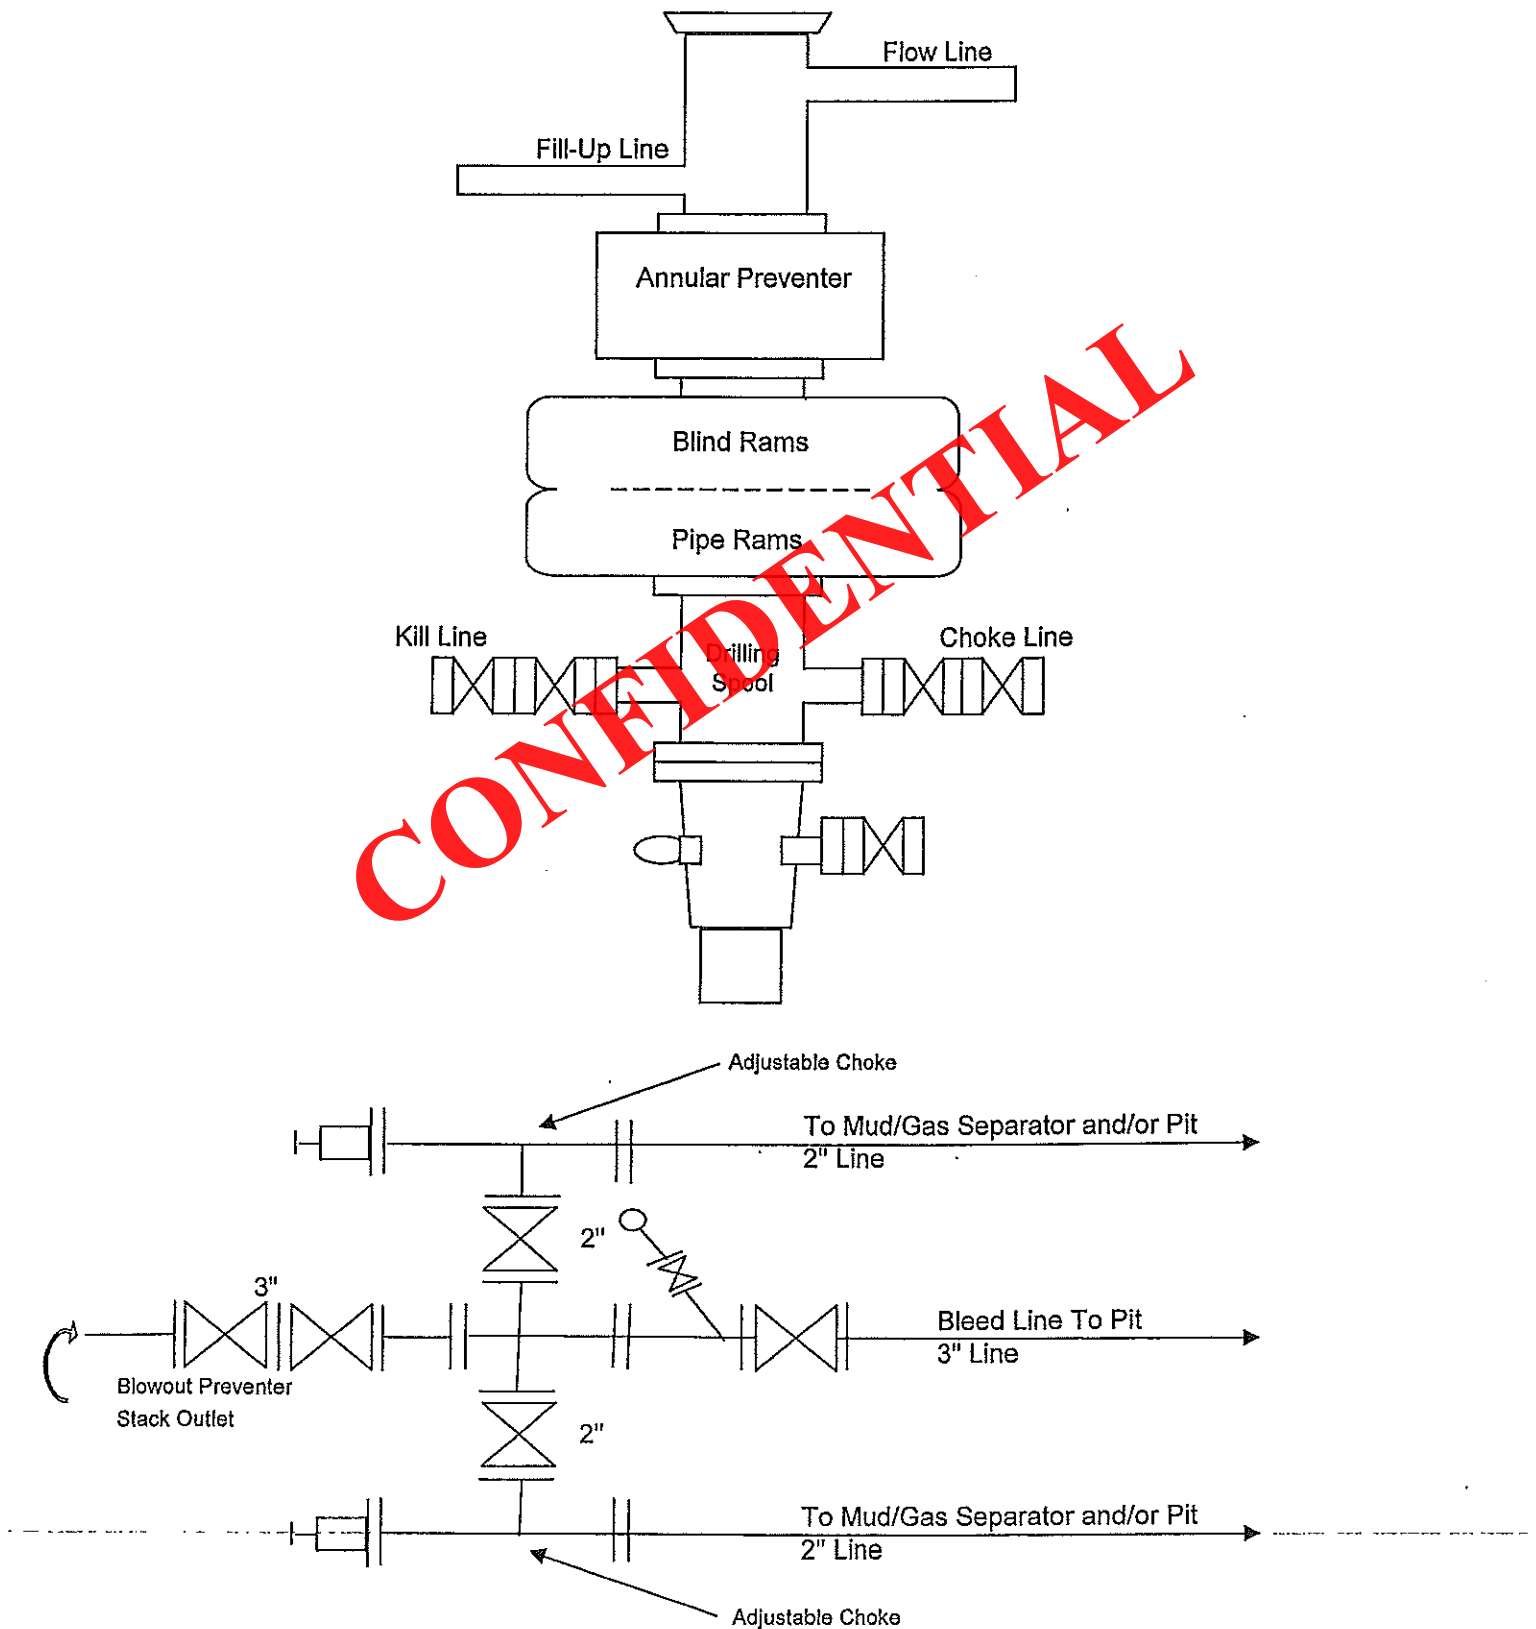 Flow Line
Fill-Up Line
Annular Preventer
Blind Rams
Pipe Rams
Kill Line
Choke Line
Drilling
Spool
CONFIDENTIAL
Adjustable Choke
To Mud/Gas Separator and/or Pit
2" Line
2"
3"
Bleed Line To Pit
3" Line
Blowout Preventer
Stack Outlet
2"
To Mud/Gas Separator and/or Pit
2" Line
Adjustable Choke